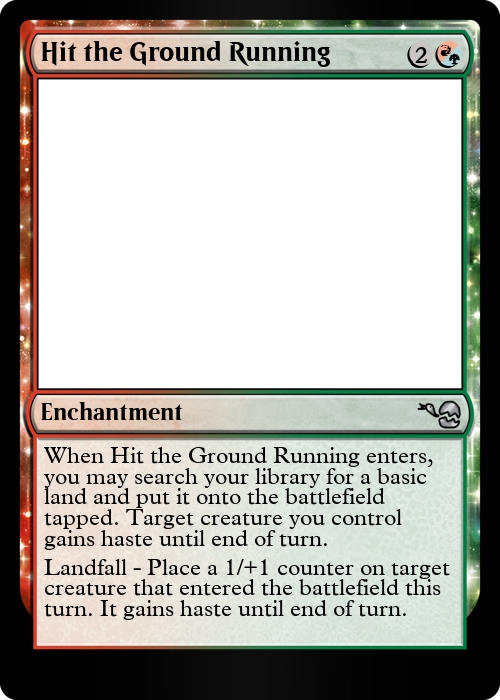 Hit the Ground Running
2
Enchantment
When Hit the Ground Running enters,
you may search your library for a basic
land and put it onto the battlefield
tapped. Target creature you control
gains haste until end of turn.
Landfall - Place a 1/+1 counter on target
creature that entered the battlefield this
turn. It gains haste until end of turn.